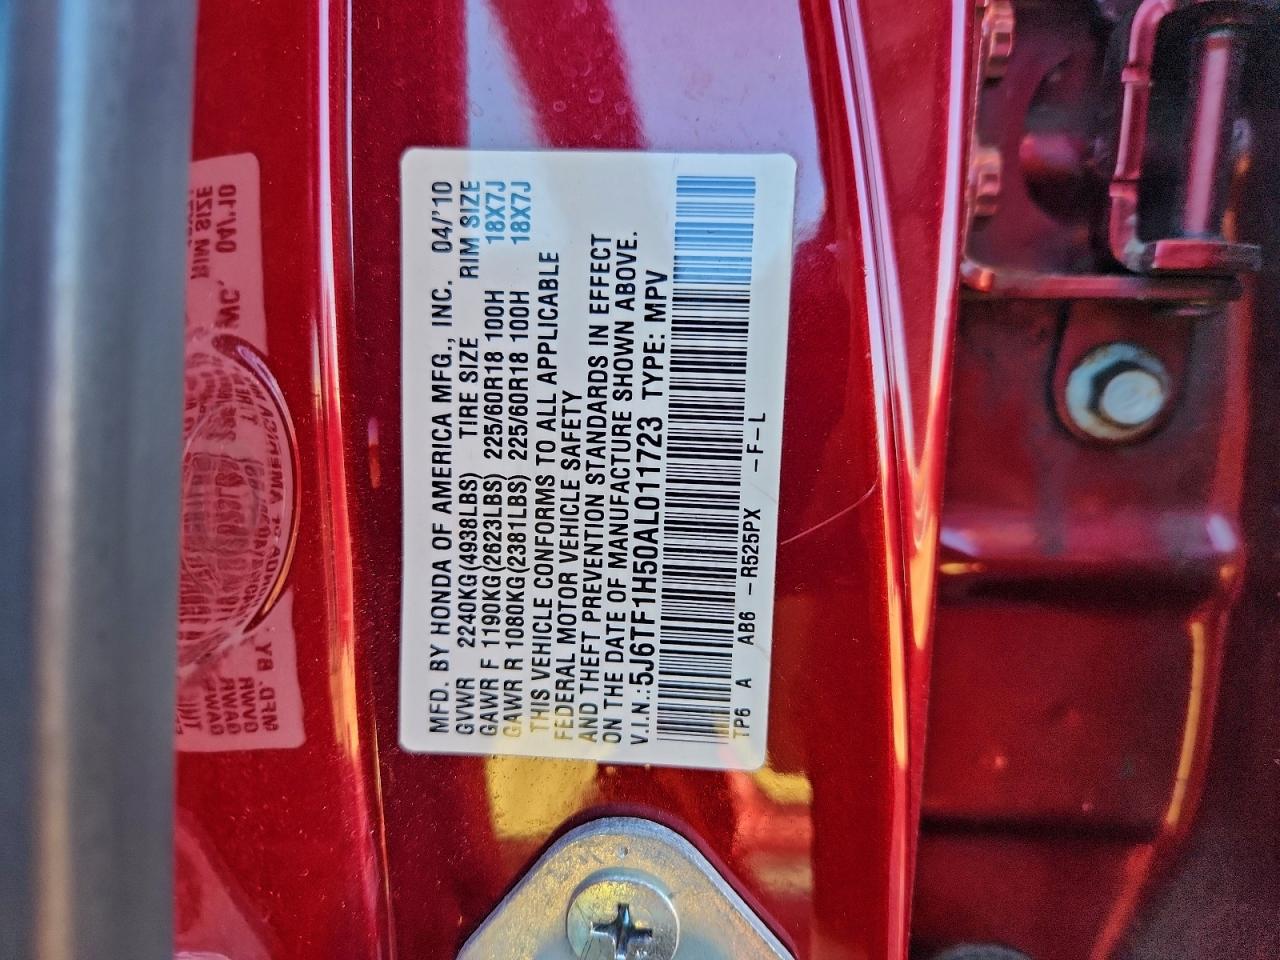 MFD. BY HONDA OF AMERICA MFG., INC. 04/'10
GVWR 2240KG(4938LBS) TIRE SIZE RIM SIZE
GAWR F 1190KG(2623LBS) 225/60R18 100H 18X7J
GAWR R 1080KG(2381LBS) 225/60R18 100H 18X7J
THIS VEHICLE CONFORMS TO ALL APPLICABLE
FEDERAL MOTOR VEHICLE SAFETY
AND THEFT PREVENTION STANDARDS IN EFFECT
ON THE DATE OF MANUFACTURE SHOWN ABOVE.
V.I.N.:5J6TF1H50AL011723 TYPE: MPV
TP6 A AB6 -R525PX -F-L